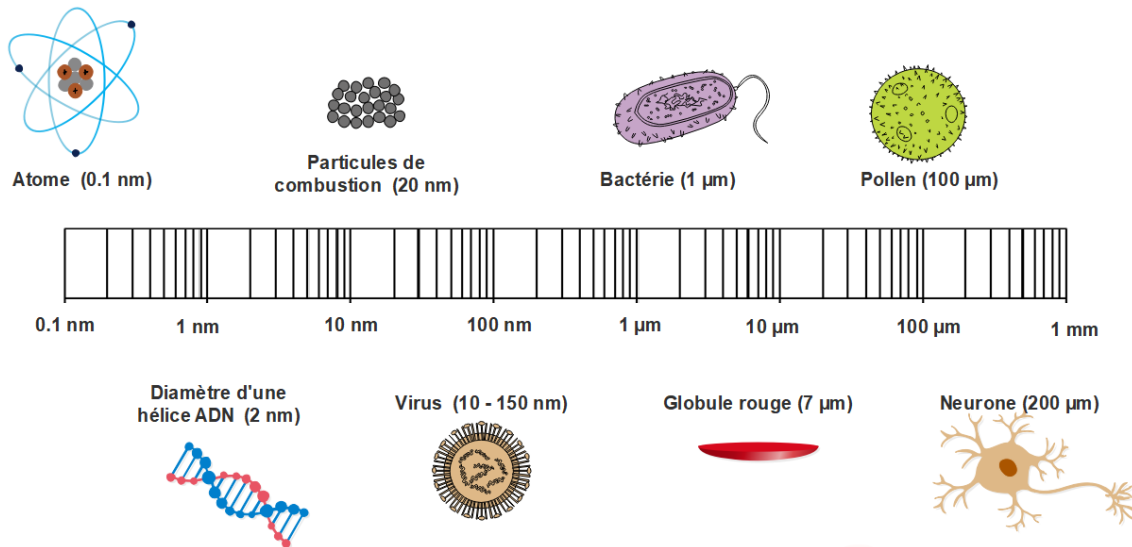 Atome (0.1 nm)
Particules de
combustion (20 nm)
Bactérie (1 µm)
Pollen (100 µm)
0.1 nm
1 nm
10 nm
100 nm
1 µm
10 µm
100 µm
1 mm
Diamètre d'une
hélice ADN (2 nm)
Virus (10 - 150 nm)
Globule rouge (7 µm)
Neurone (200 µm)